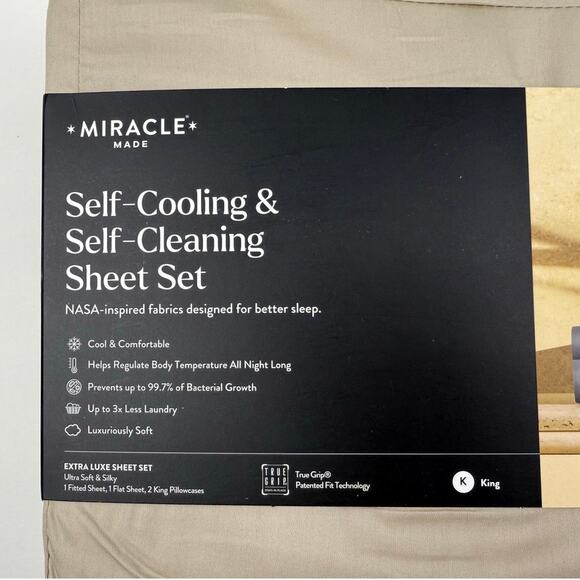 MIRACLE®
MADE
Self-Cooling &
Self-Cleaning
Sheet Set
NASA-inspired fabrics designed for better sleep.
Cool & Comfortable
Helps Regulate Body Temperature All Night Long
Prevents up to 99.7% of Bacterial Growth
Up to 3x Less Laundry
Luxuriously Soft
EXTRA LUXE SHEET SET
Ultra Soft & Silky
1 Fitted Sheet, 1 Flat Sheet, 2 King Pillowcases
TRUE
GRIP
True Grip®
Patented Fit Technology
K King